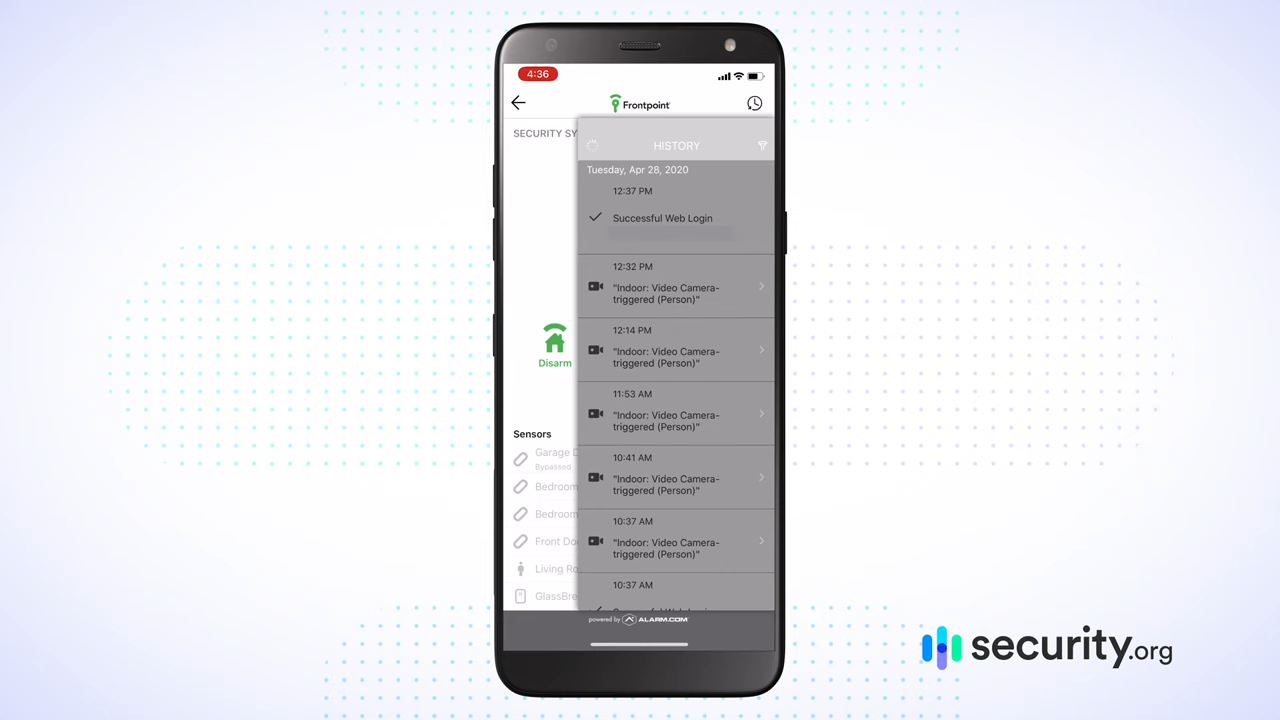 4:36
Frontpoint
SECURITY SY
HISTORY
Tuesday, Apr 28, 2020
12:37 PM
Successful Web Login
12:32 PM
"Indoor: Video Camera-
triggered (Person)"
12:14 PM
"Indoor: Video Camera-
triggered (Person)"
Disarm
11:53 AM
"Indoor: Video Camera-
triggered (Person)"
Sensors
Garage D
Bypassed
10:41 AM
"Indoor: Video Camera-
triggered (Person)"
Bedroom
Bedroom
10:37 AM
"Indoor: Video Camera-
triggered (Person)"
Front Do
Living Ro
10:37 AM
GlassBre
powered by ALARM.COM
security.org